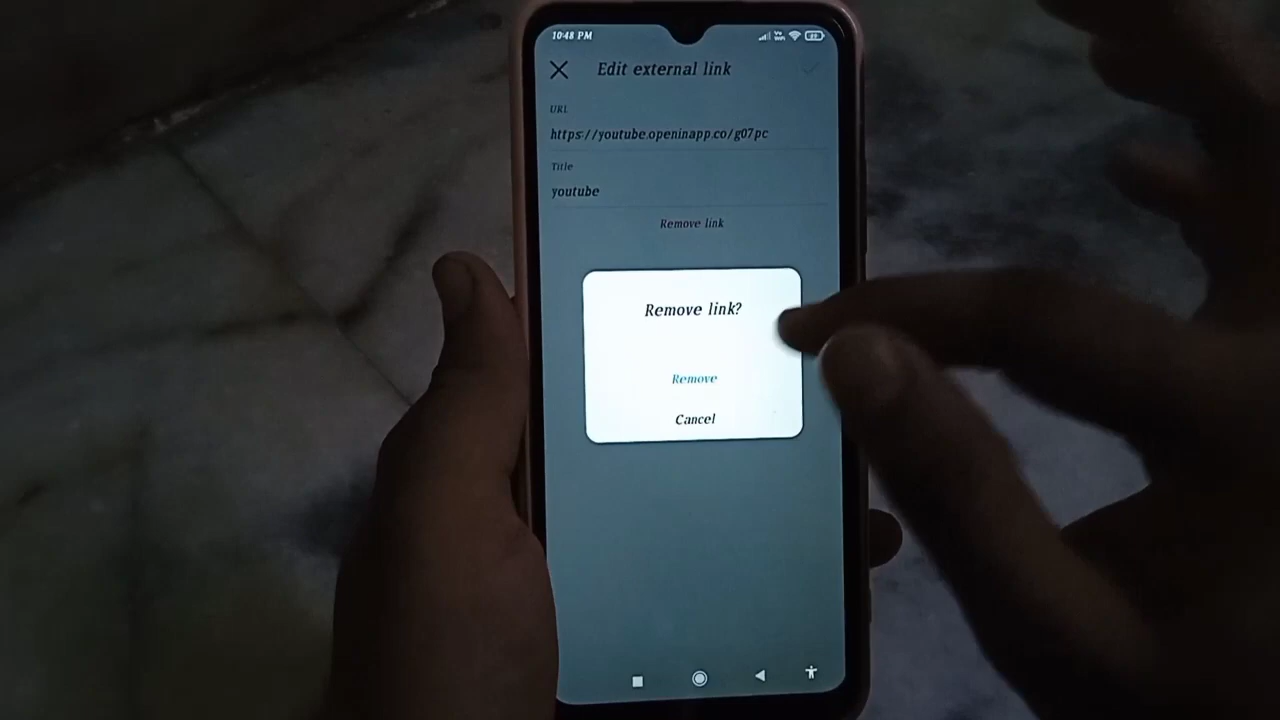 10:48 PM
Edit external link
URL
https://youtube.openinapp.co/g07pc
Title
youtube
Remove link
Remove link?
Remove
Cancel